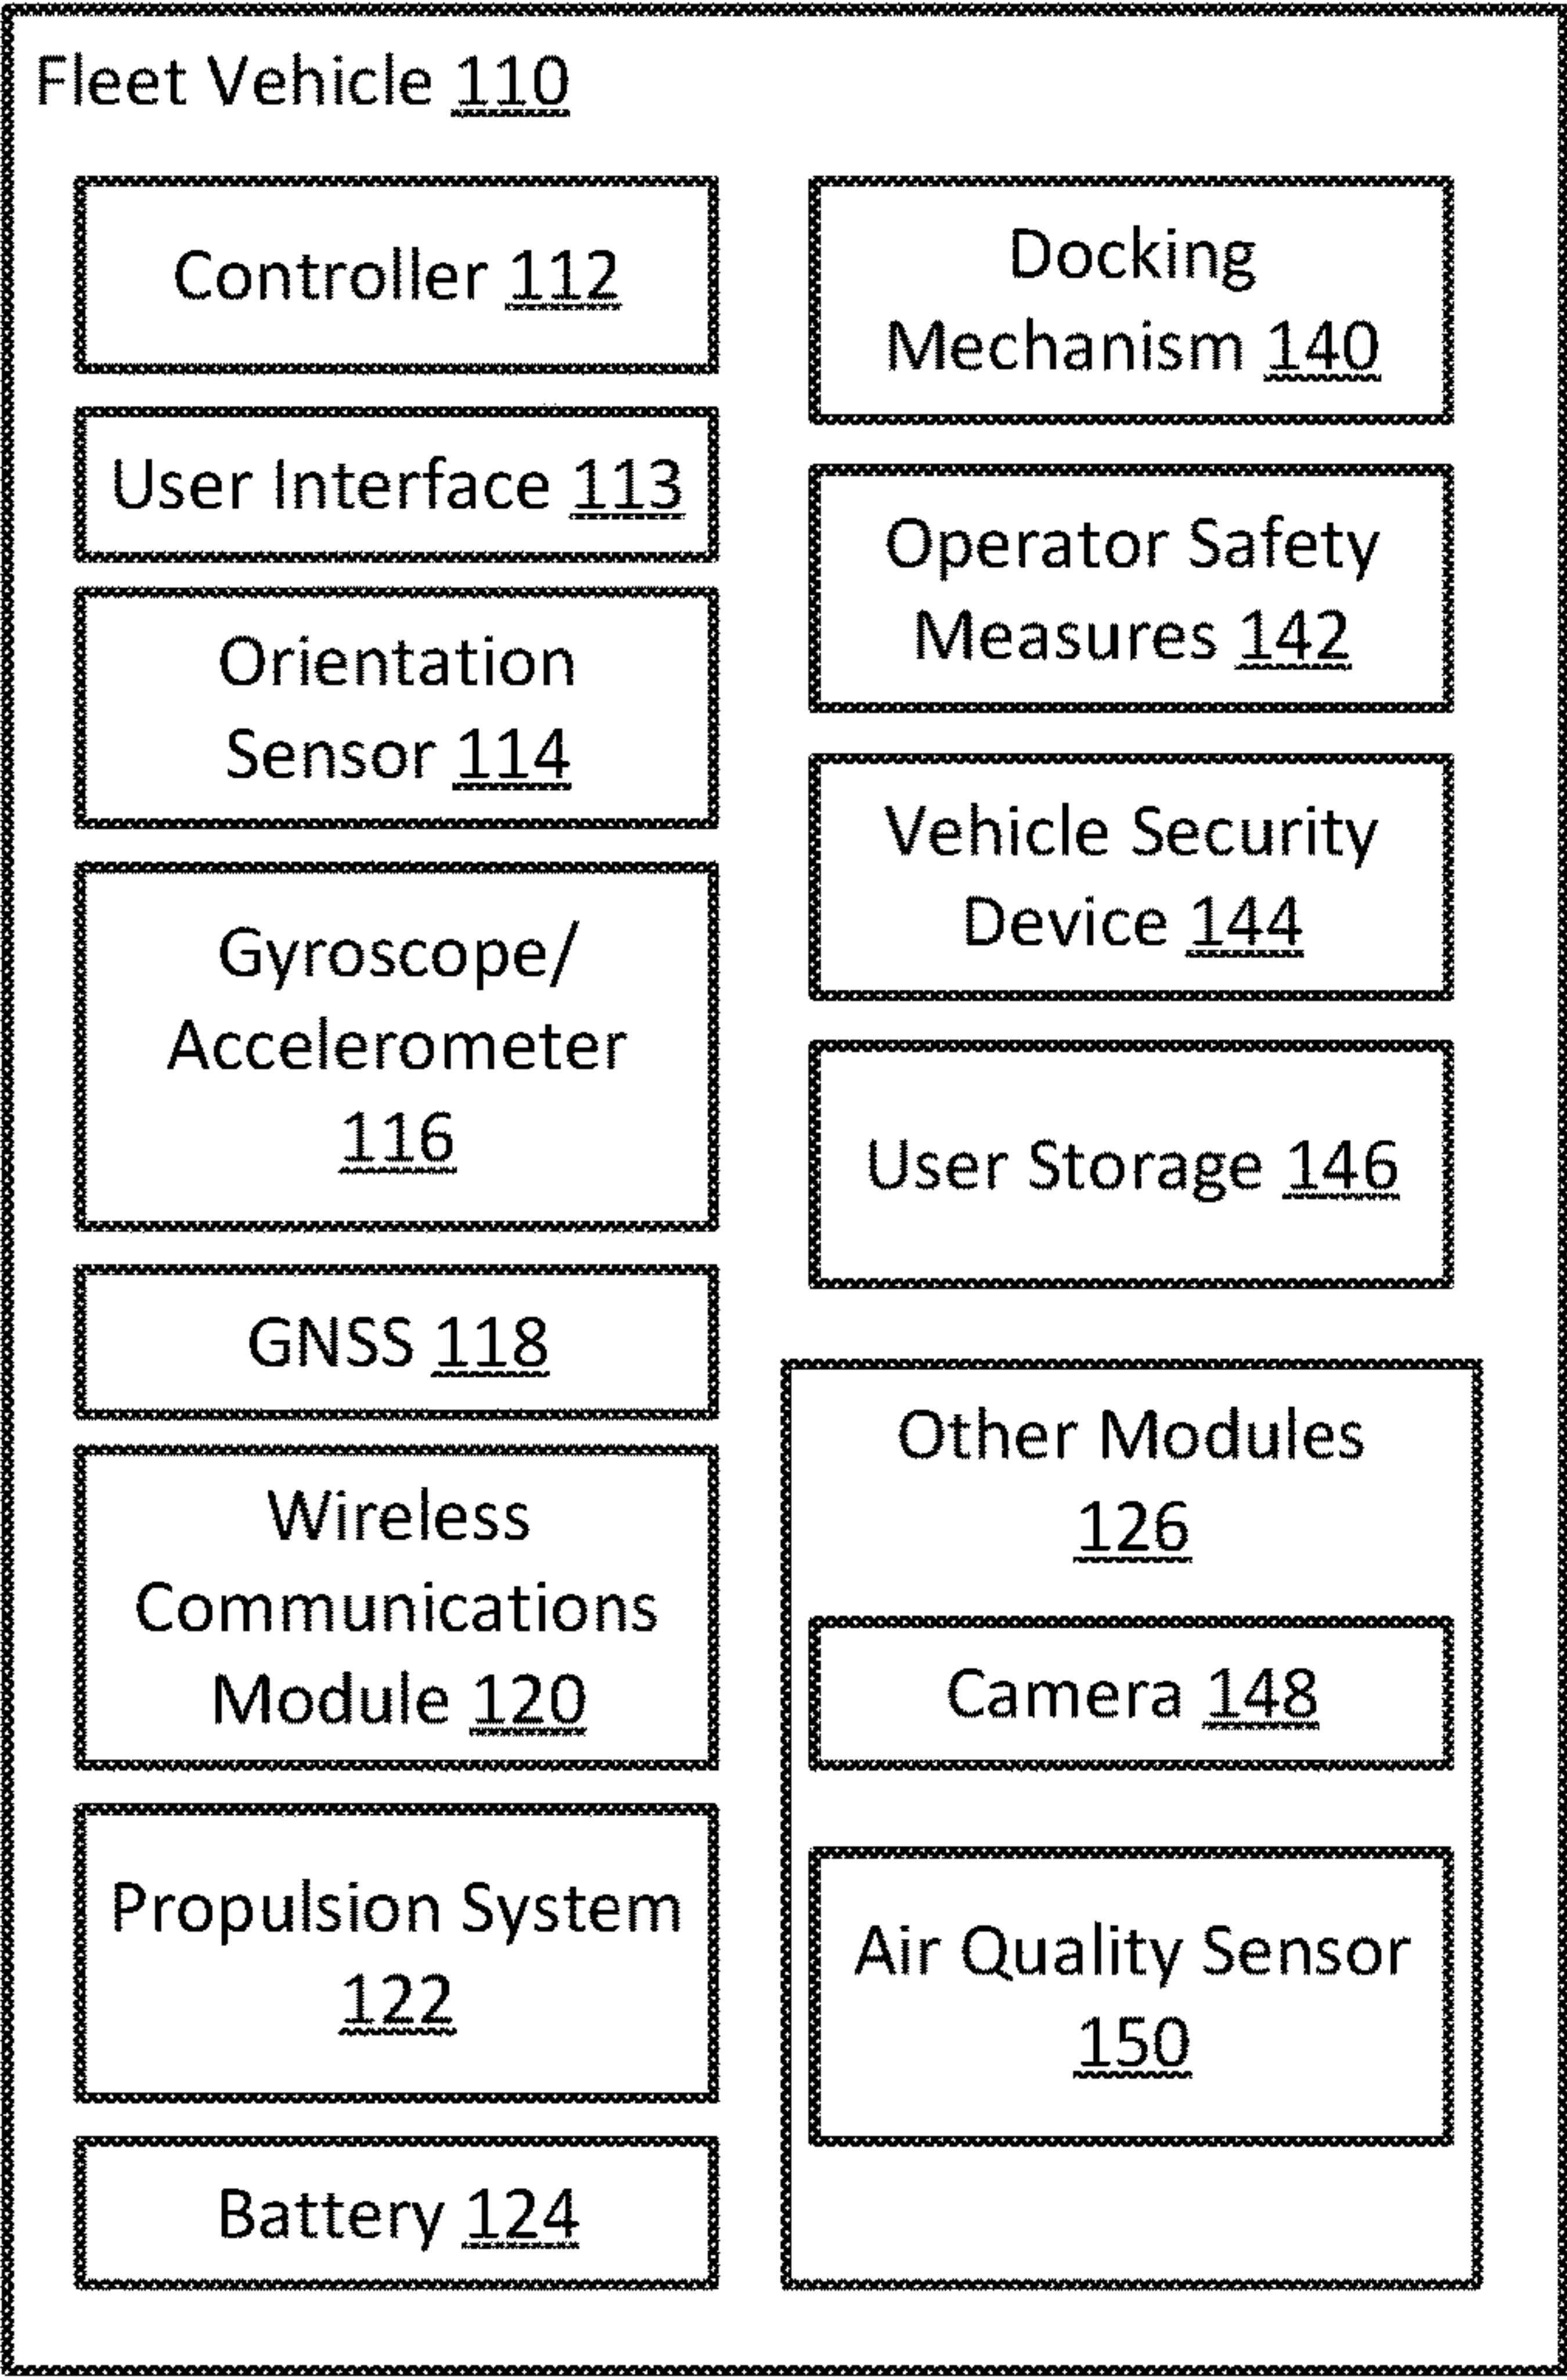 Fleet Vehicle 110
Controller 112
User Interface 113
Orientation
Sensor 114
Gyroscope/
Accelerometer
116
GNSS 118
Wireless
Communications
Module 120
Propulsion System
122
Battery 124
Docking
Mechanism 140
Operator Safety
Measures 142
Vehicle Security
Device 144
User Storage 146
Other Modules
126
Camera 148
Air Quality Sensor
150